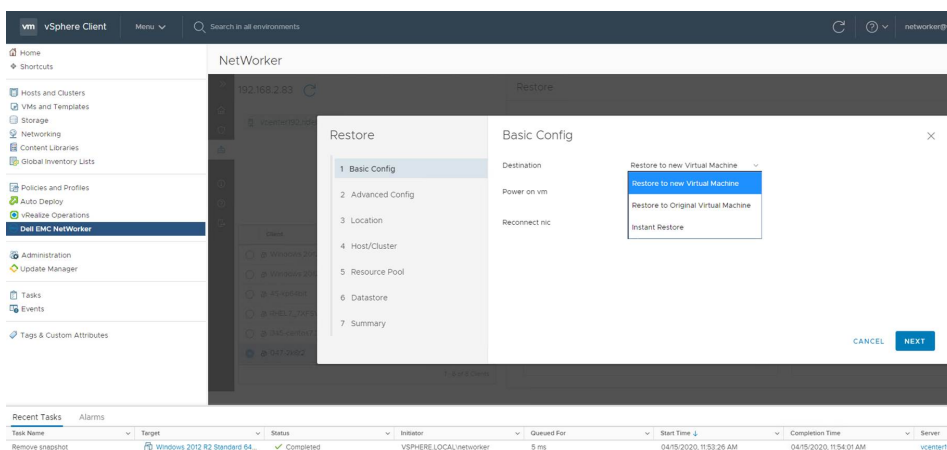 vm vSphere Client Menu Search in all environments networker@
Home
Shortcuts
Hosts and Clusters
VMs and Templates
Storage
Networking
Content Libraries
Global Inventory Lists
Policies and Profiles
Auto Deploy
vRealize Operations
Dell EMC NetWorker
Administration
Update Manager
Tasks
Events
Tags & Custom Attributes
NetWorker
192.168.2.83
Restore
Restore
1 Basic Config
2 Advanced Config
3 Location
4 Host/Cluster
5 Resource Pool
6 Datastore
7 Summary
Basic Config
Destination Restore to new Virtual Machine
Restore to new Virtual Machine
Power on vm
Restore to Original Virtual Machine
Reconnect nic
Instant Restore
CANCEL NEXT
Recent Tasks Alarms
Task Name Target Status Initiator Queued For Start Time Completion Time Server
Remove snapshot Windows 2012 R2 Standard 64... Completed VSPHERE.LOCAL\networker 5 ms 04/15/2020, 11:53:26 AM 04/15/2020, 11:54:01 AM